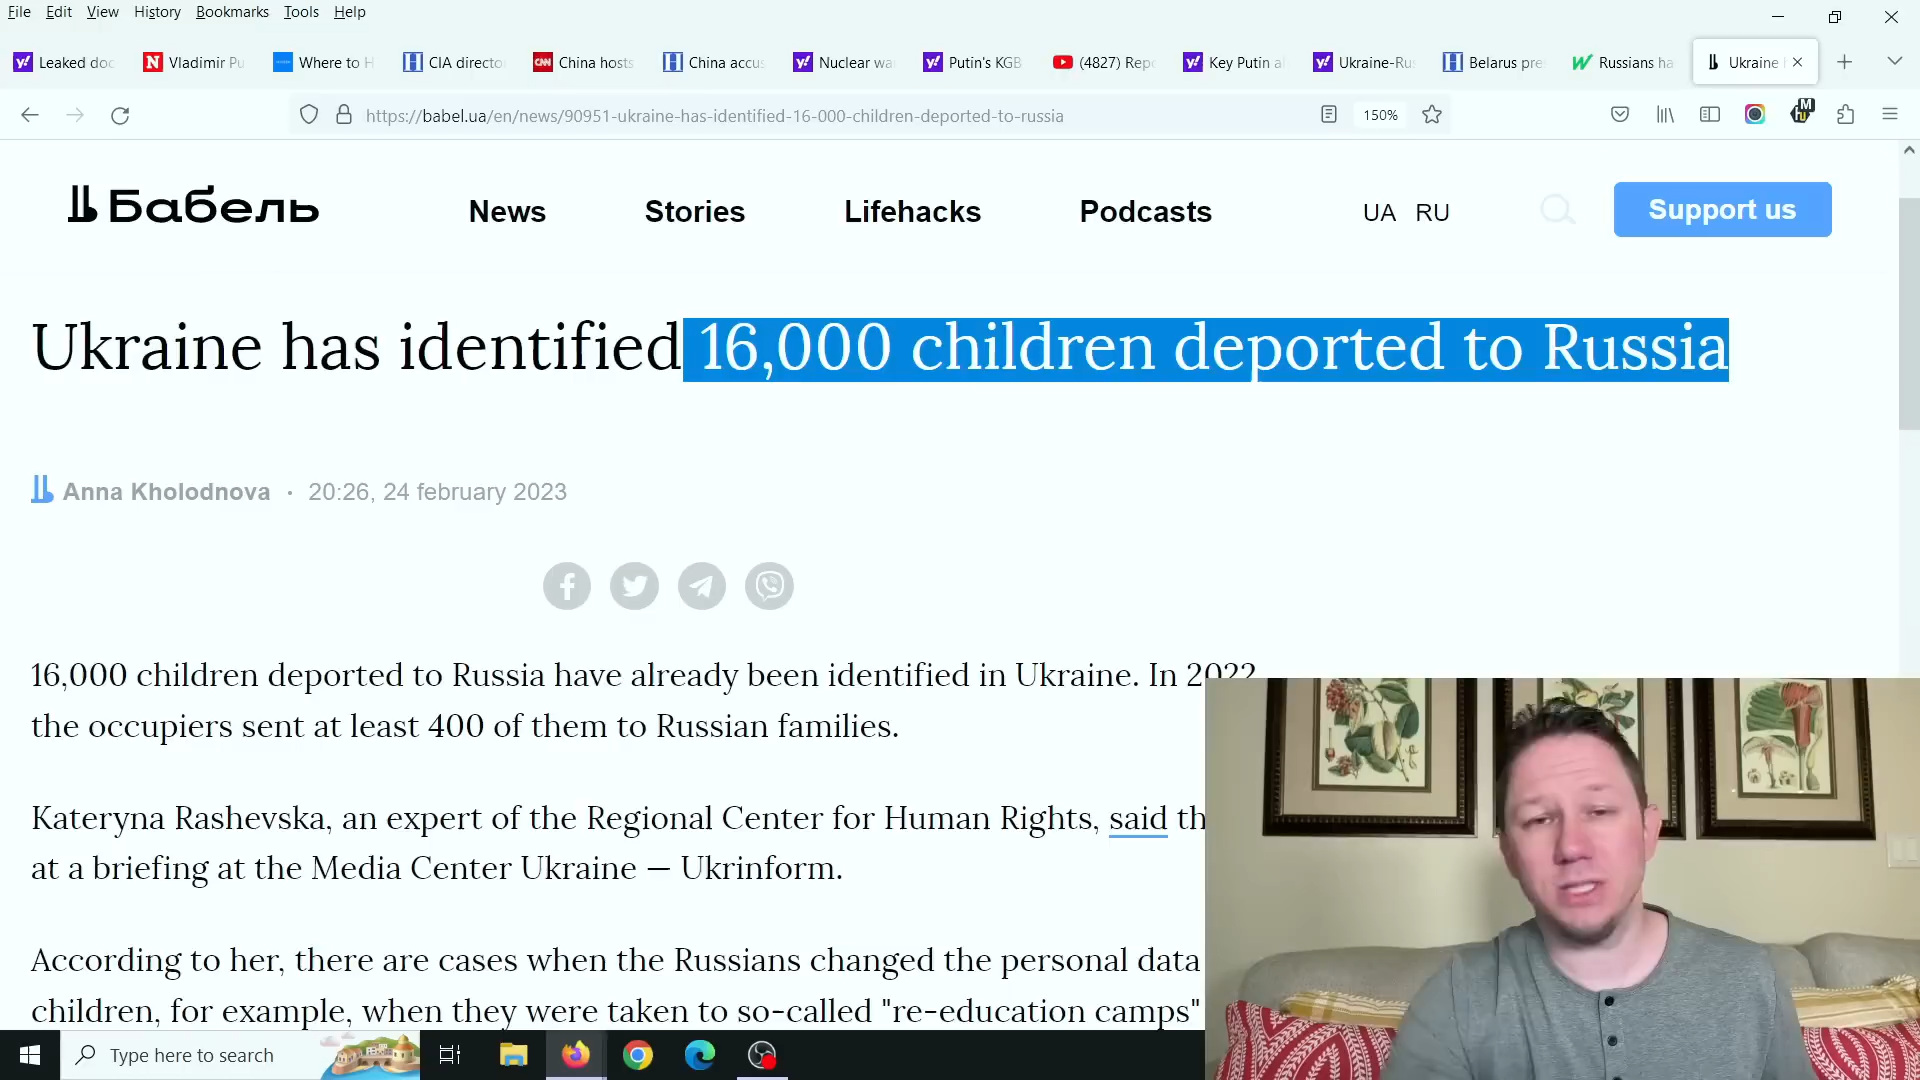 File Edit View History Bookmarks Tools Help
Leaked doc Vladimir Pu Where to H CIA directo China hosts China accus Nuclear wa Putin's KGB (4827) Repo Key Putin al Ukraine-Rus Belarus pre Russians ha Ukraine h
https://babel.ua/en/news/90951-ukraine-has-identified-16-000-children-deported-to-russia 150% M
Бабель News Stories Lifehacks Podcasts UA RU Support us
Ukraine has identified 16,000 children deported to Russia
Anna Kholodnova · 20:26, 24 february 2023
16,000 children deported to Russia have already been identified in Ukraine. In 2022
the occupiers sent at least 400 of them to Russian families.
Kateryna Rashevska, an expert of the Regional Center for Human Rights, said th
at a briefing at the Media Center Ukraine — Ukrinform.
According to her, there are cases when the Russians changed the personal data
children, for example, when they were taken to so-called "re-education camps"
Type here to search